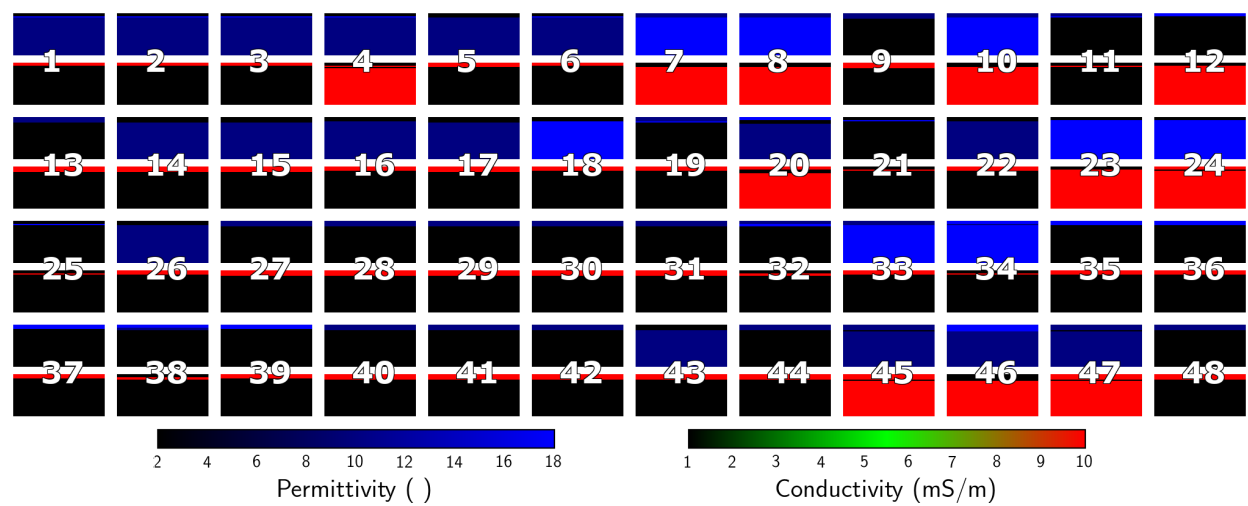 1 2 3 4 5 6 7 8 9 10 11 12
13 14 15 16 17 18 19 20 21 22 23 24
25 26 27 28 29 30 31 32 33 34 35 36
37 38 39 40 41 42 43 44 45 46 47 48
2 4 6 8 10 12 14 16 18 1 2 3 4 5 6 7 8 9 10
Permittivity ( ) Conductivity (mS/m)